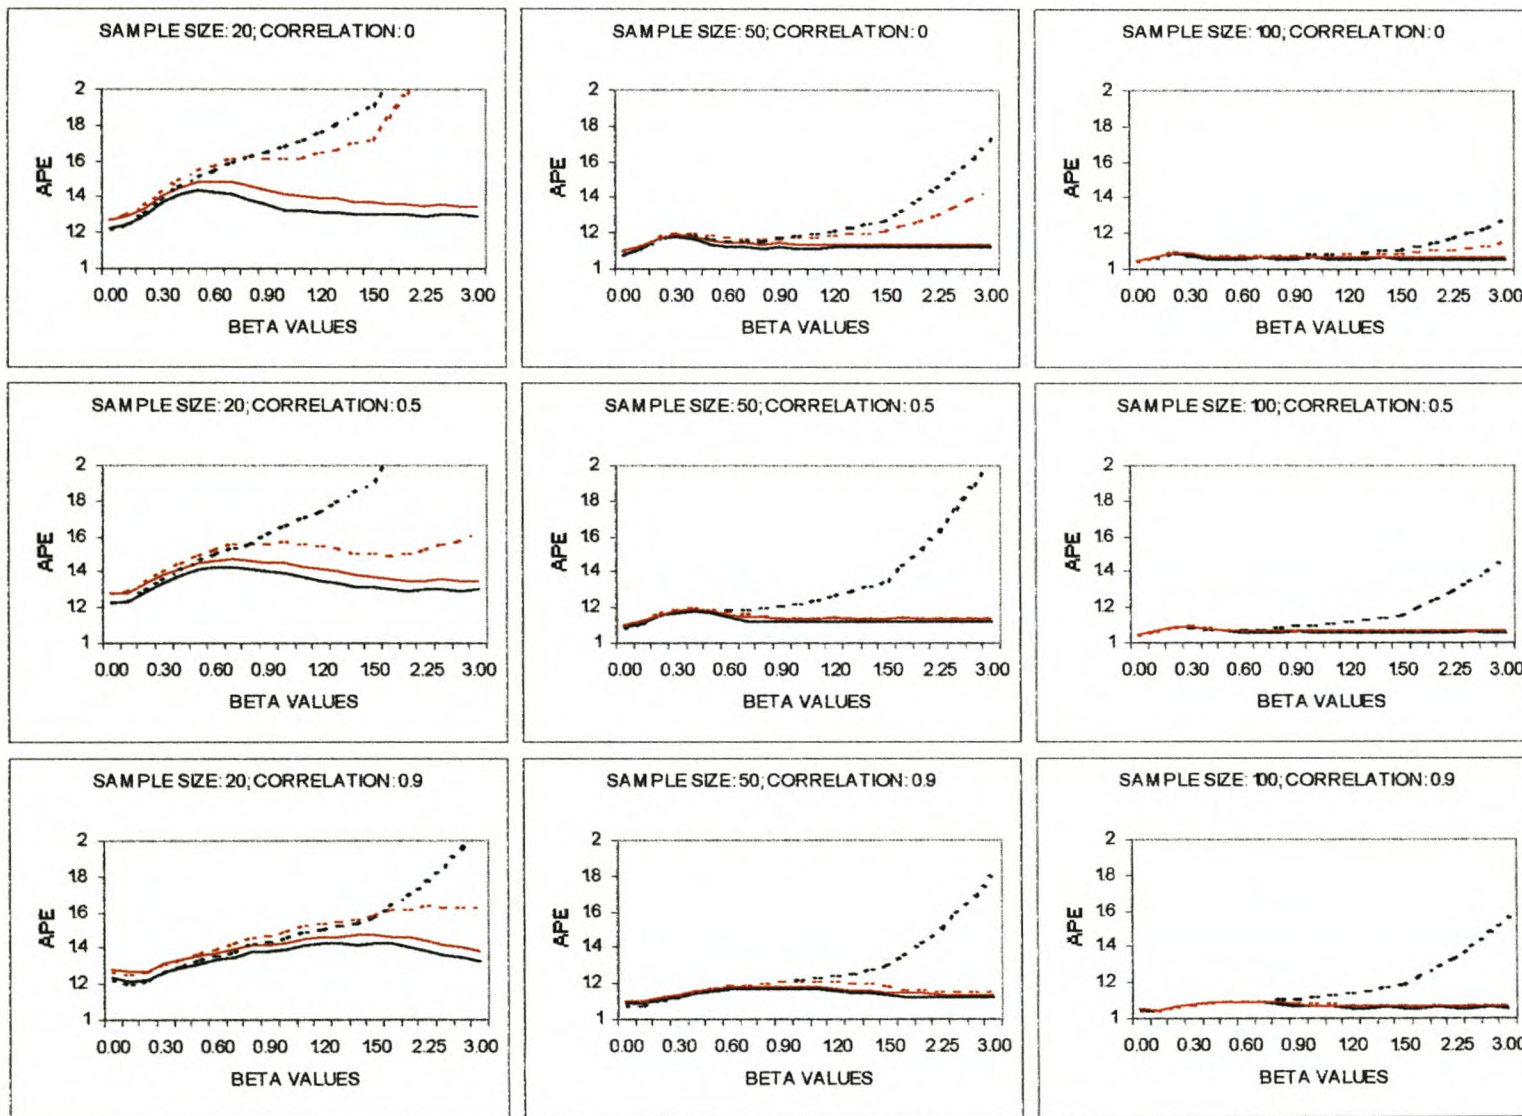 SAMPLE SIZE: 20; CORRELATION: 0
2
18
16
14
12
1
APE
0.00 0.30 0.60 0.90 120 150 2.25 3.00
BETA VALUES
SAMPLE SIZE: 50; CORRELATION: 0
2
18
16
14
12
1
APE
0.00 0.30 0.60 0.90 120 150 2.25 3.00
BETA VALUES
SAMPLE SIZE: 100; CORRELATION: 0
2
18
16
14
12
1
APE
0.00 0.30 0.60 0.90 120 150 2.25 3.00
BETA VALUES
SAMPLE SIZE: 20; CORRELATION: 0.5
2
18
16
14
12
1
APE
0.00 0.30 0.60 0.90 120 150 2.25 3.00
BETA VALUES
SAMPLE SIZE: 50; CORRELATION: 0.5
2
18
16
14
12
1
APE
0.00 0.30 0.60 0.90 120 150 2.25 3.00
BETA VALUES
SAMPLE SIZE: 100; CORRELATION: 0.5
2
18
16
14
12
1
APE
0.00 0.30 0.60 0.90 120 150 2.25 3.00
BETA VALUES
SAMPLE SIZE: 20; CORRELATION: 0.9
2
18
16
14
12
1
APE
0.00 0.30 0.60 0.90 120 150 2.25 3.00
BETA VALUES
SAMPLE SIZE: 50; CORRELATION: 0.9
2
18
16
14
12
1
APE
0.00 0.30 0.60 0.90 120 150 2.25 3.00
BETA VALUES
SAMPLE SIZE: 100; CORRELATION: 0.9
2
18
16
14
12
1
APE
0.00 0.30 0.60 0.90 120 150 2.25 3.00
BETA VALUES